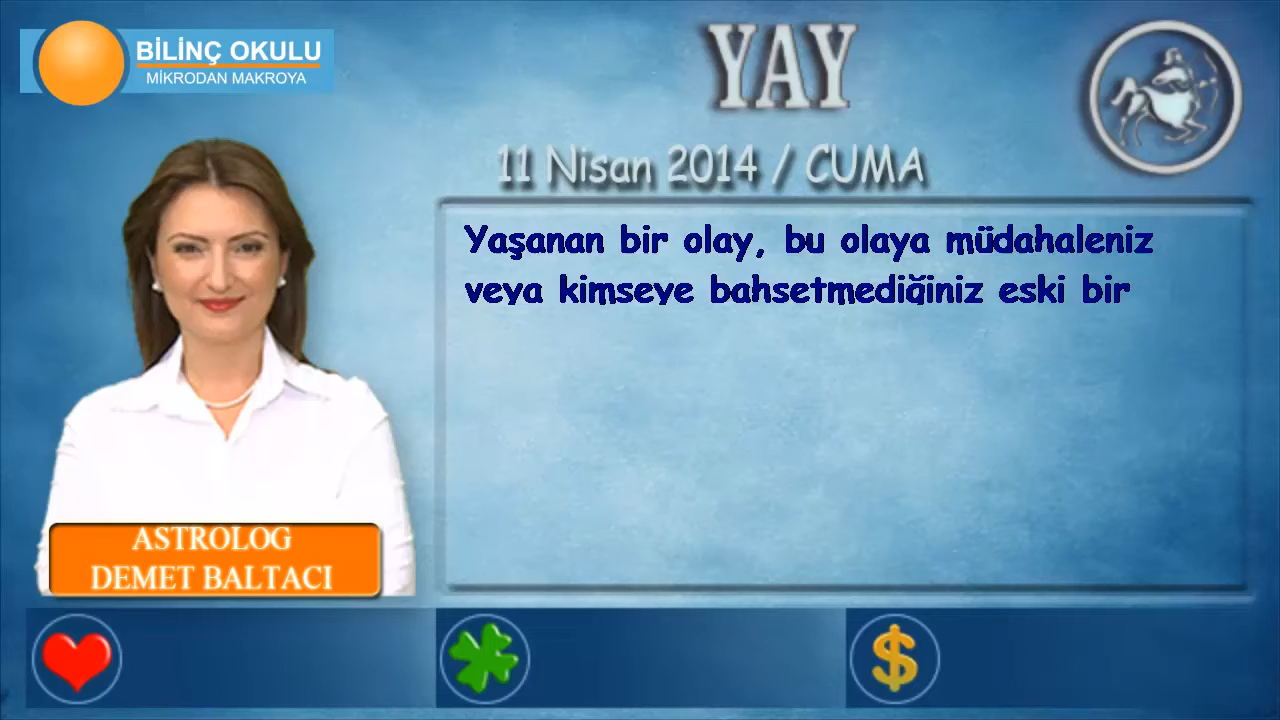 BİLİNÇ OKULU
MİKRODAN MAKROYA
YAY
11 Nisan 2014 / CUMA
Yaşanan bir olay, bu olaya müdahaleniz
veya kimseye bahsetmediğiniz eski bir
ASTROLOG
DEMET BALTACI